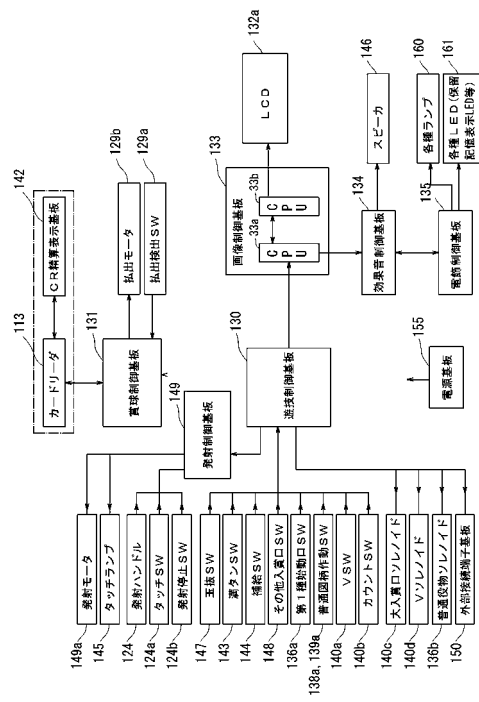 142
CR精算表示基板
113
カードリーダ
129b
払出モータ
129a
払出検出SW
131
賞球制御基板
132a
LCD
133
画像制御基板
33b
CPU
33a
CPU
146
スピーカ
134
効果音制御基板
160
各種ランプ
161
各種LED(保留
記憶表示LED等)
135
電飾制御基板
130
遊技制御基板
149
発射制御基板
155
電源基板
発射モータ
149a
タッチランプ
145
発射ハンドル
124
タッチSW
124a
発射停止SW
124b
玉抜SW
147
満タンSW
143
補給SW
144
その他入賞口SW
148
第1種始動口SW
136a
普通図柄作動SW
138a, 139a
VSW
140a
カウントSW
140b
大入賞口ソレノイド
140c
Vソレノイド
140d
普通役物ソレノイド
136b
外部接続端子基板
150